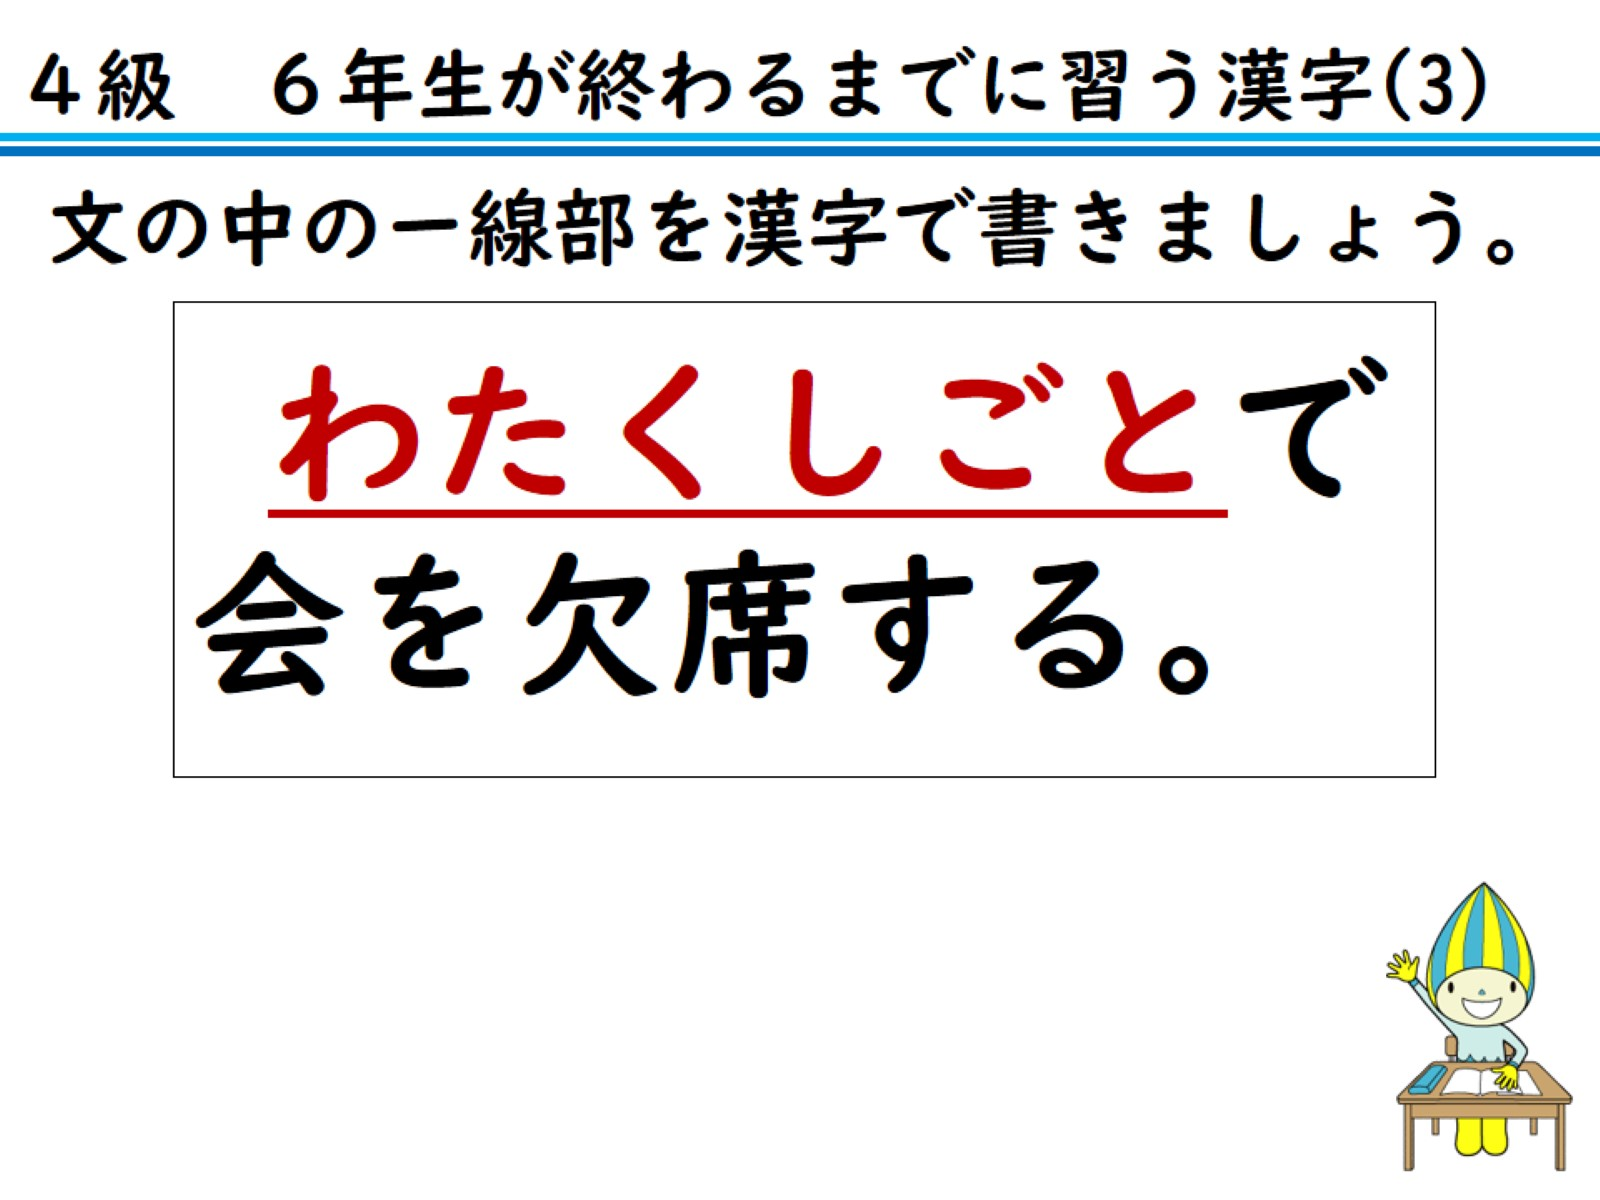 ４級　６年生が終わるまでに習う漢字(3)
文の中の―線部を漢字で書きましょう。
わたくしごとで
会を欠席する。